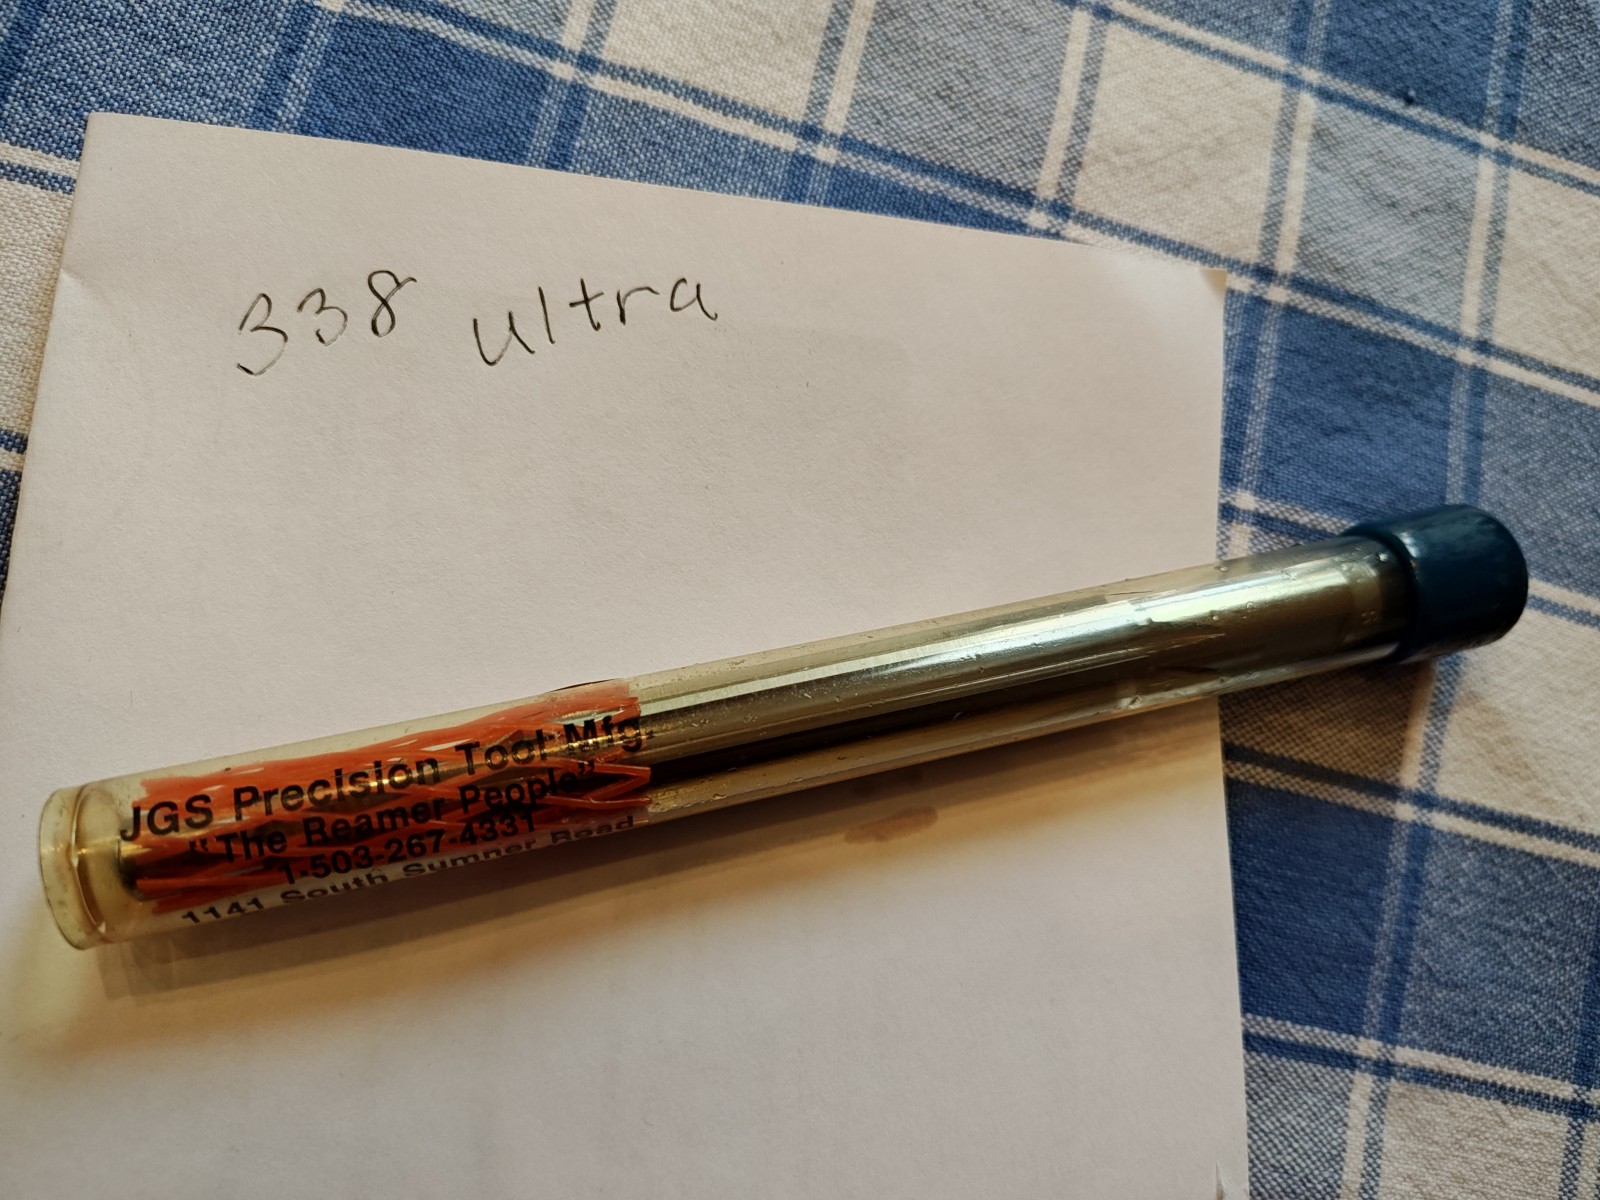 338 ultra
JGS Precision Tool Mfg.
"The Reamer People"
1-503-267-4331
1141 South Sumner Road